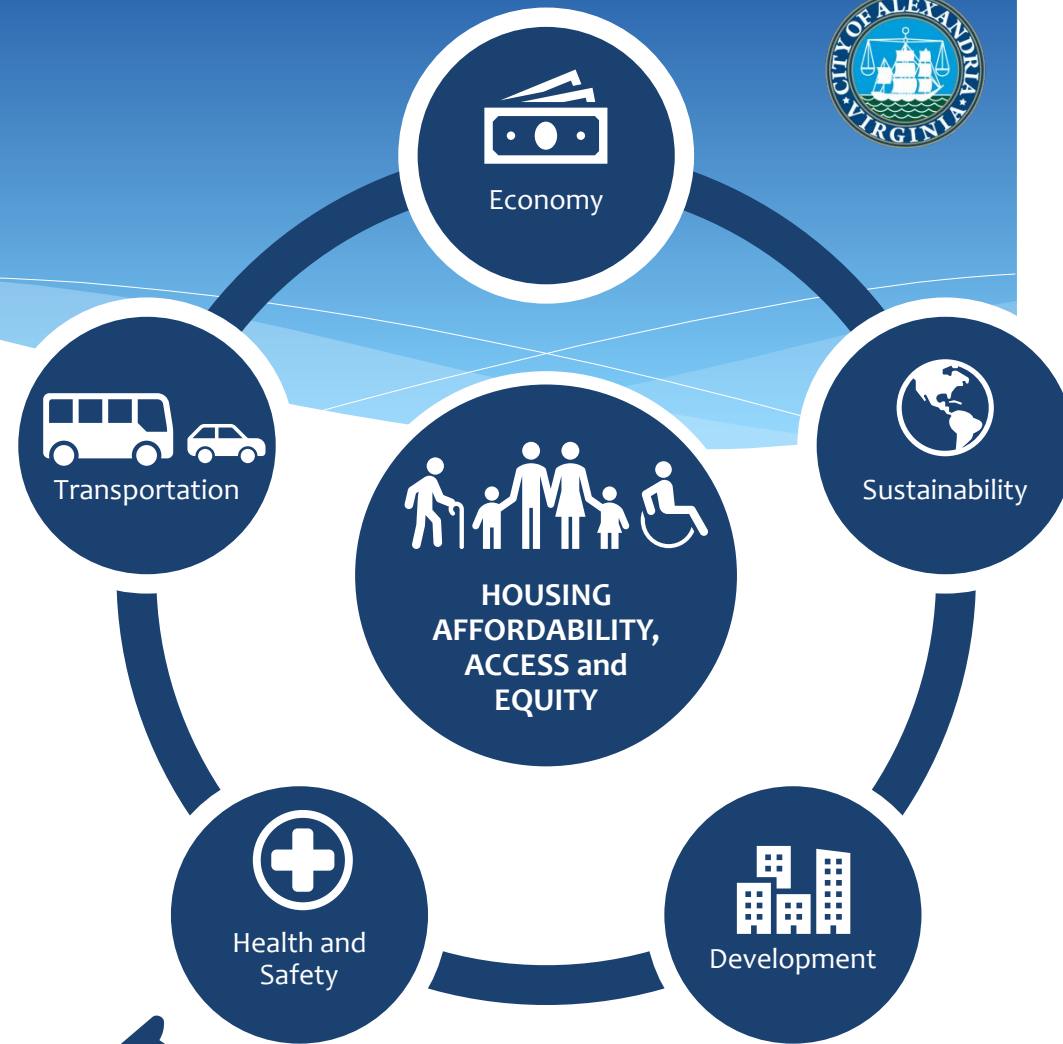 CITY OF ALEXANDRIA
VIRGINIA
Economy
Transportation
Sustainability
HOUSING
AFFORDABILITY,
ACCESS and
EQUITY
Health and
Safety
Development